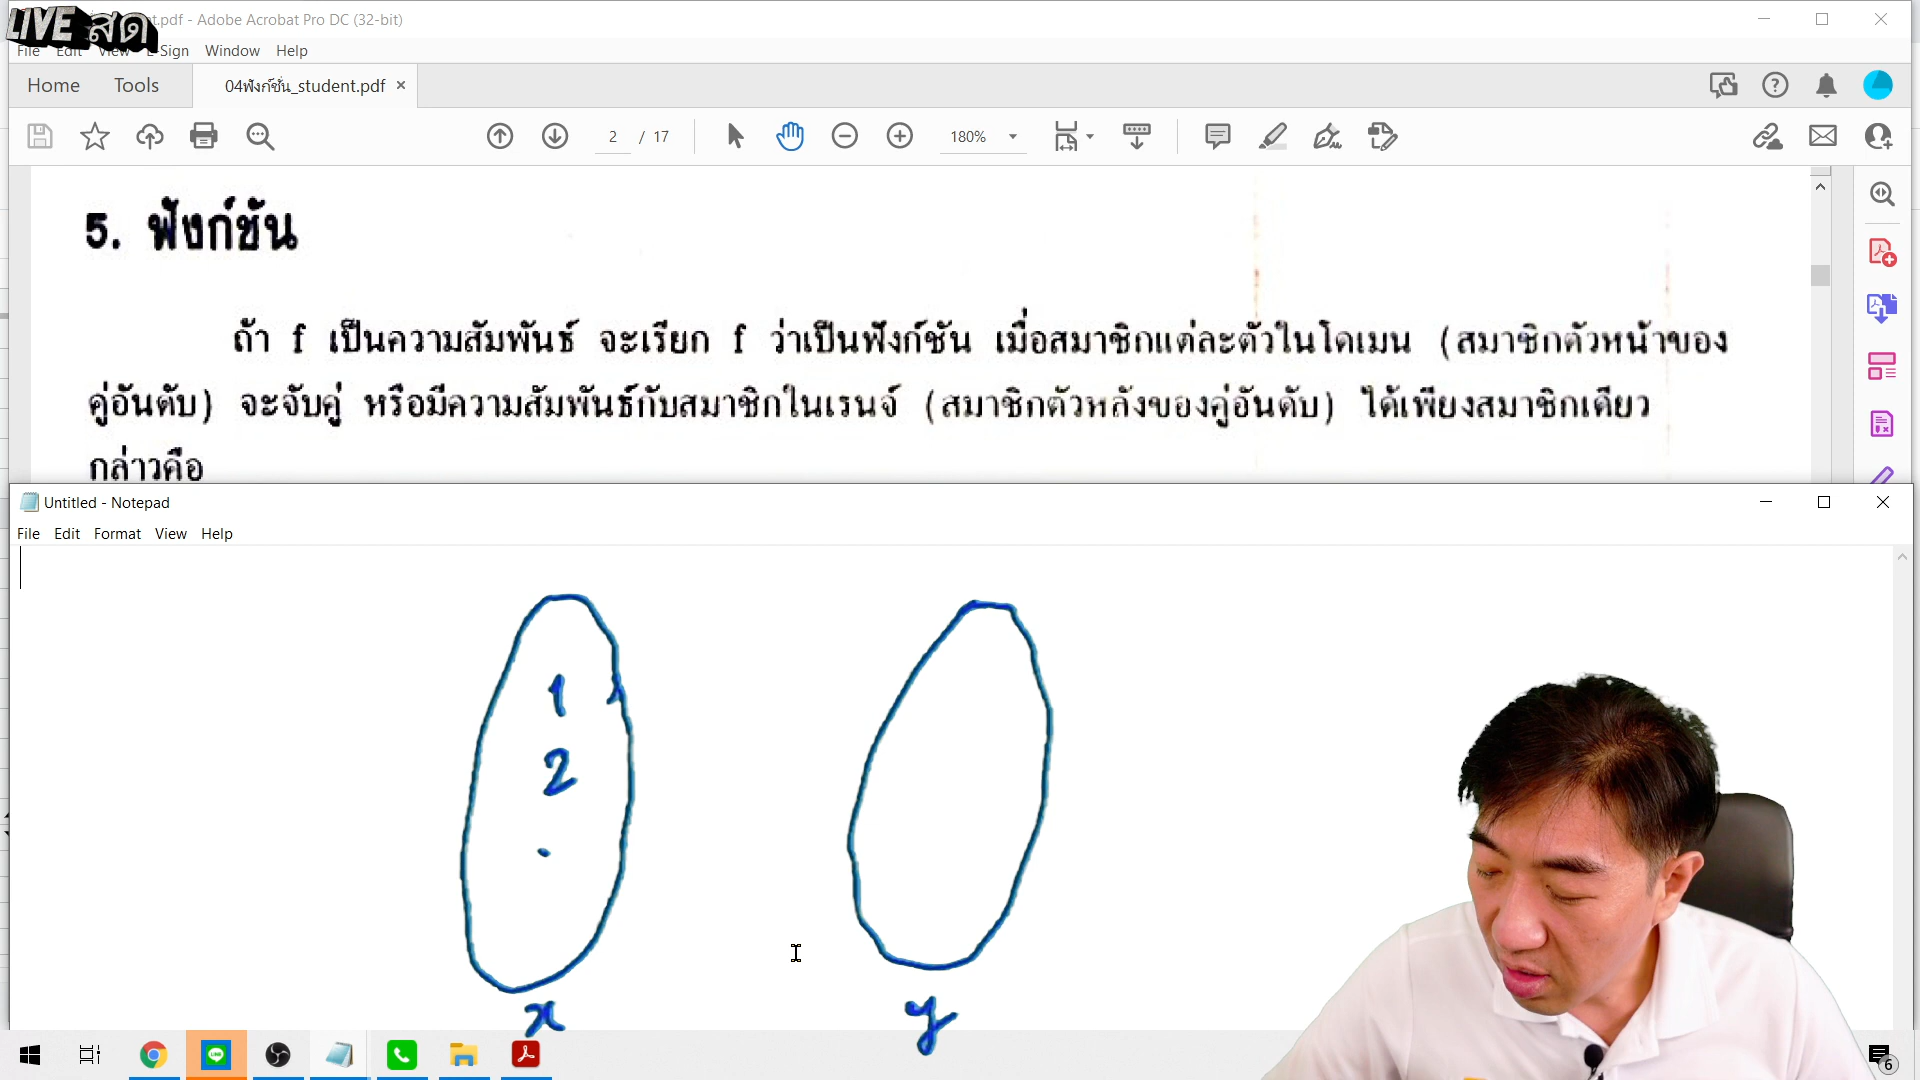 LIVE สด
t.pdf - Adobe Acrobat Pro DC (32-bit)
File Edit View E-Sign Window Help
Home Tools 04ฟังก์ชั่น_student.pdf
2 / 17 180%
5. ฟังก์ชัน
ถ้า f เป็นความสัมพันธ์ จะเรียก f ว่าเป็นฟังก์ชัน เมื่อสมาชิกแต่ละตัวในโดเมน (สมาชิกตัวหน้าของ
คู่อันดับ) จะจับคู่ หรือมีความสัมพันธ์กับสมาชิกในเรนจ์ (สมาชิกตัวหลังของคู่อันดับ) ได้เพียงสมาชิกเดียว
กล่าวคือ
Untitled - Notepad
File Edit Format View Help
1
2
x y
LINE
6